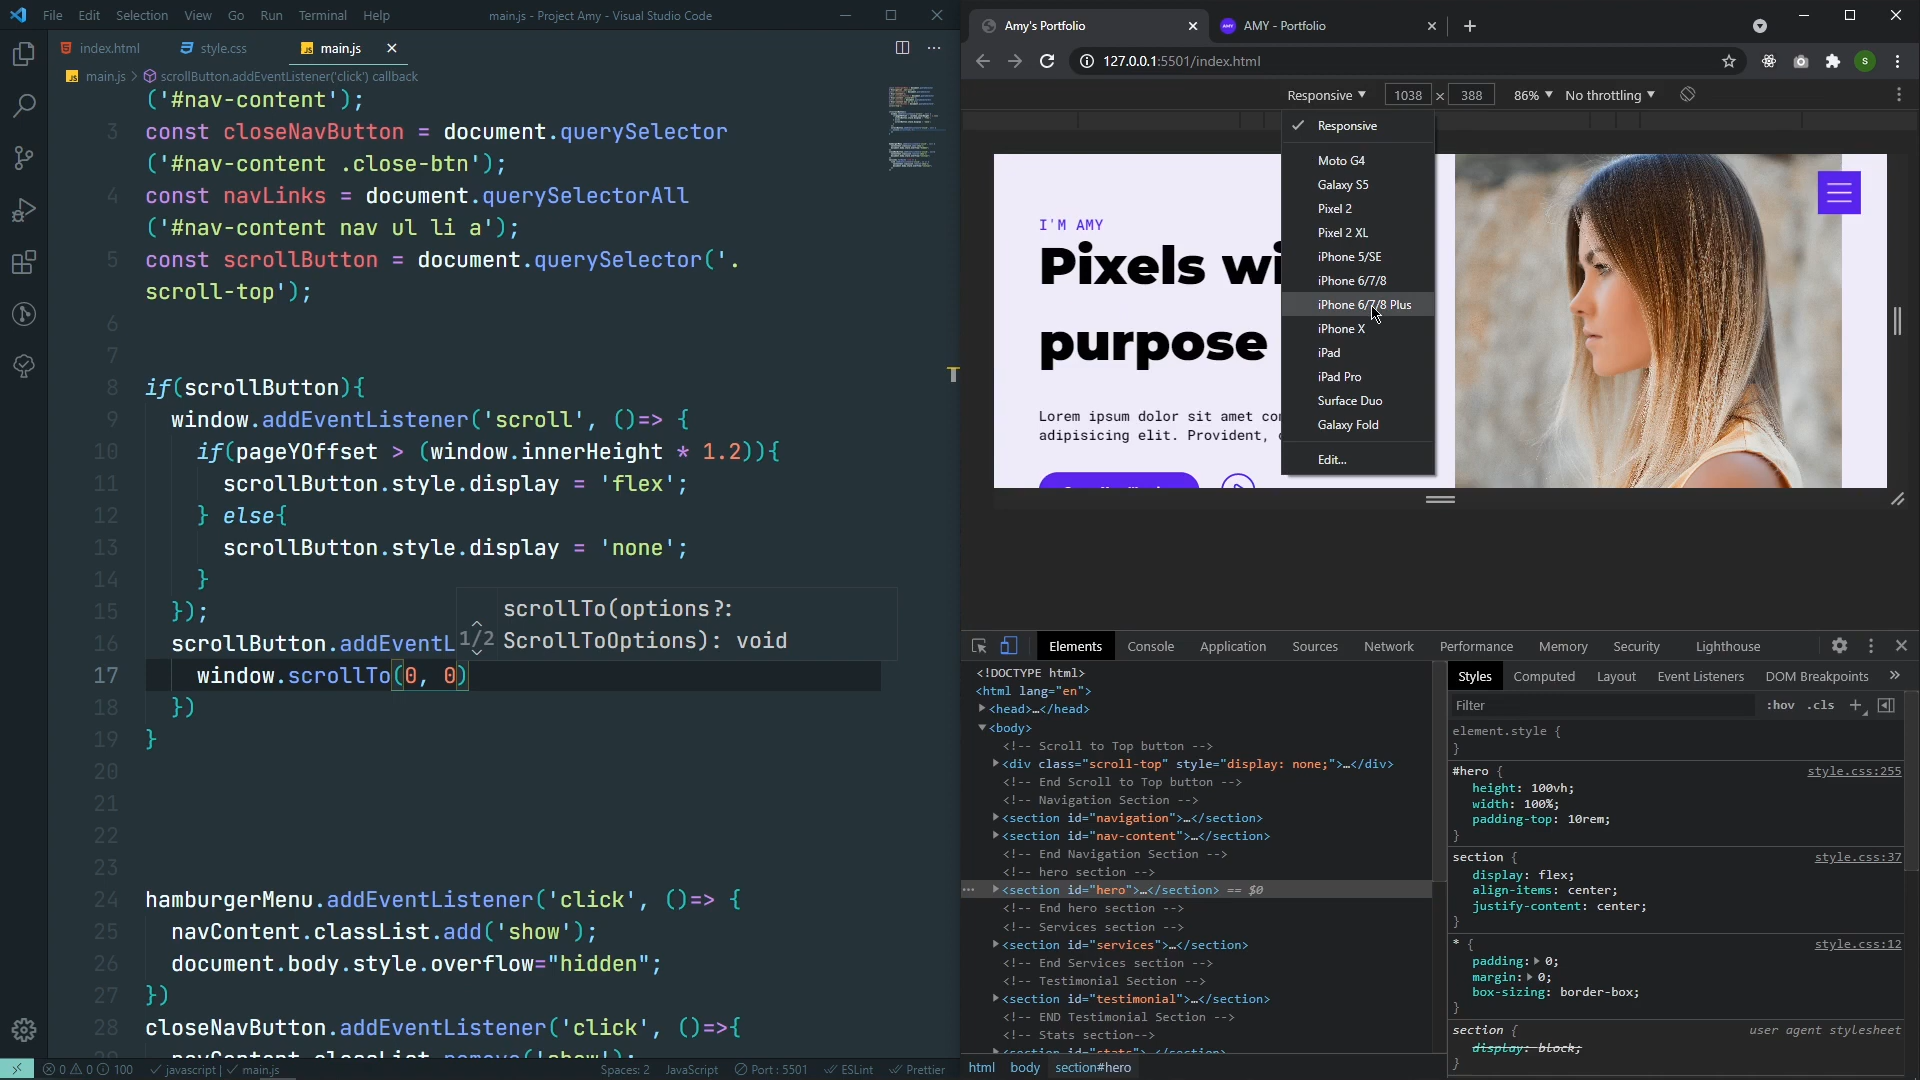 File Edit Selection View Go Run Terminal Help
main.js - Project Amy - Visual Studio Code
index.html
style.css
JS main.js
JS main.js > scrollButton.addEventListener('click') callback
('#nav-content');
3 const closeNavButton = document.querySelector
('#nav-content .close-btn');
4 const navLinks = document.querySelectorAll
('#nav-content nav ul li a');
5 const scrollButton = document.querySelector('.
scroll-top');
6
7
8 if(scrollButton){
9 window.addEventListener('scroll', ()=> {
10 if(pageYOffset > (window.innerHeight * 1.2)){
11 scrollButton.style.display = 'flex';
12 } else{
13 scrollButton.style.display = 'none';
14 }
15 });
scrollTo(options?:
1/2 ScrollToOptions): void
16 scrollButton.addEventL
17 window.scrollTo(0, 0)
18 })
19 }
20
21
22
23
24 hamburgerMenu.addEventListener('click', ()=> {
25 navContent.classList.add('show');
26 document.body.style.overflow="hidden";
27 })
28 closeNavButton.addEventListener('click', ()=>{
0 0 100 javascript | main.js
Spaces: 2 JavaScript Port : 5501 ESLint Prettier
Amy's Portfolio
AMY AMY - Portfolio
127.0.0.1:5501/index.html
S
Responsive 1038 × 388 86% No throttling
Responsive
Moto G4
Galaxy S5
Pixel 2
Pixel 2 XL
iPhone 5/SE
iPhone 6/7/8
iPhone 6/7/8 Plus
iPhone X
iPad
iPad Pro
Surface Duo
Galaxy Fold
Edit...
I'M AMY
Pixels wi
purpose
Lorem ipsum dolor sit amet co
adipisicing elit. Provident,
Elements Console Application Sources Network Performance Memory Security Lighthouse
<!DOCTYPE html>
<html lang="en">
<head>…</head>
<body>
<!-- Scroll to Top button -->
<div class="scroll-top" style="display: none;">…</div>
<!-- End Scroll to Top button -->
<!-- Navigation Section -->
<section id="navigation">…</section>
<section id="nav-content">…</section>
<!-- End Navigation Section -->
<!-- hero section -->
<section id="hero">…</section> == $0
<!-- End hero section -->
<!-- Services section -->
<section id="services">…</section>
<!-- End Services section -->
<!-- Testimonial Section -->
<section id="testimonial">…</section>
<!-- END Testimonial Section -->
<!-- Stats section-->
html body section#hero
Styles Computed Layout Event Listeners DOM Breakpoints »
Filter :hov .cls +
element.style {
}
#hero { style.css:255
height: 100vh;
width: 100%;
padding-top: 10rem;
}
section { style.css:37
display: flex;
align-items: center;
justify-content: center;
}
* { style.css:12
padding: 0;
margin: 0;
box-sizing: border-box;
}
section { user agent stylesheet
display: block;
}